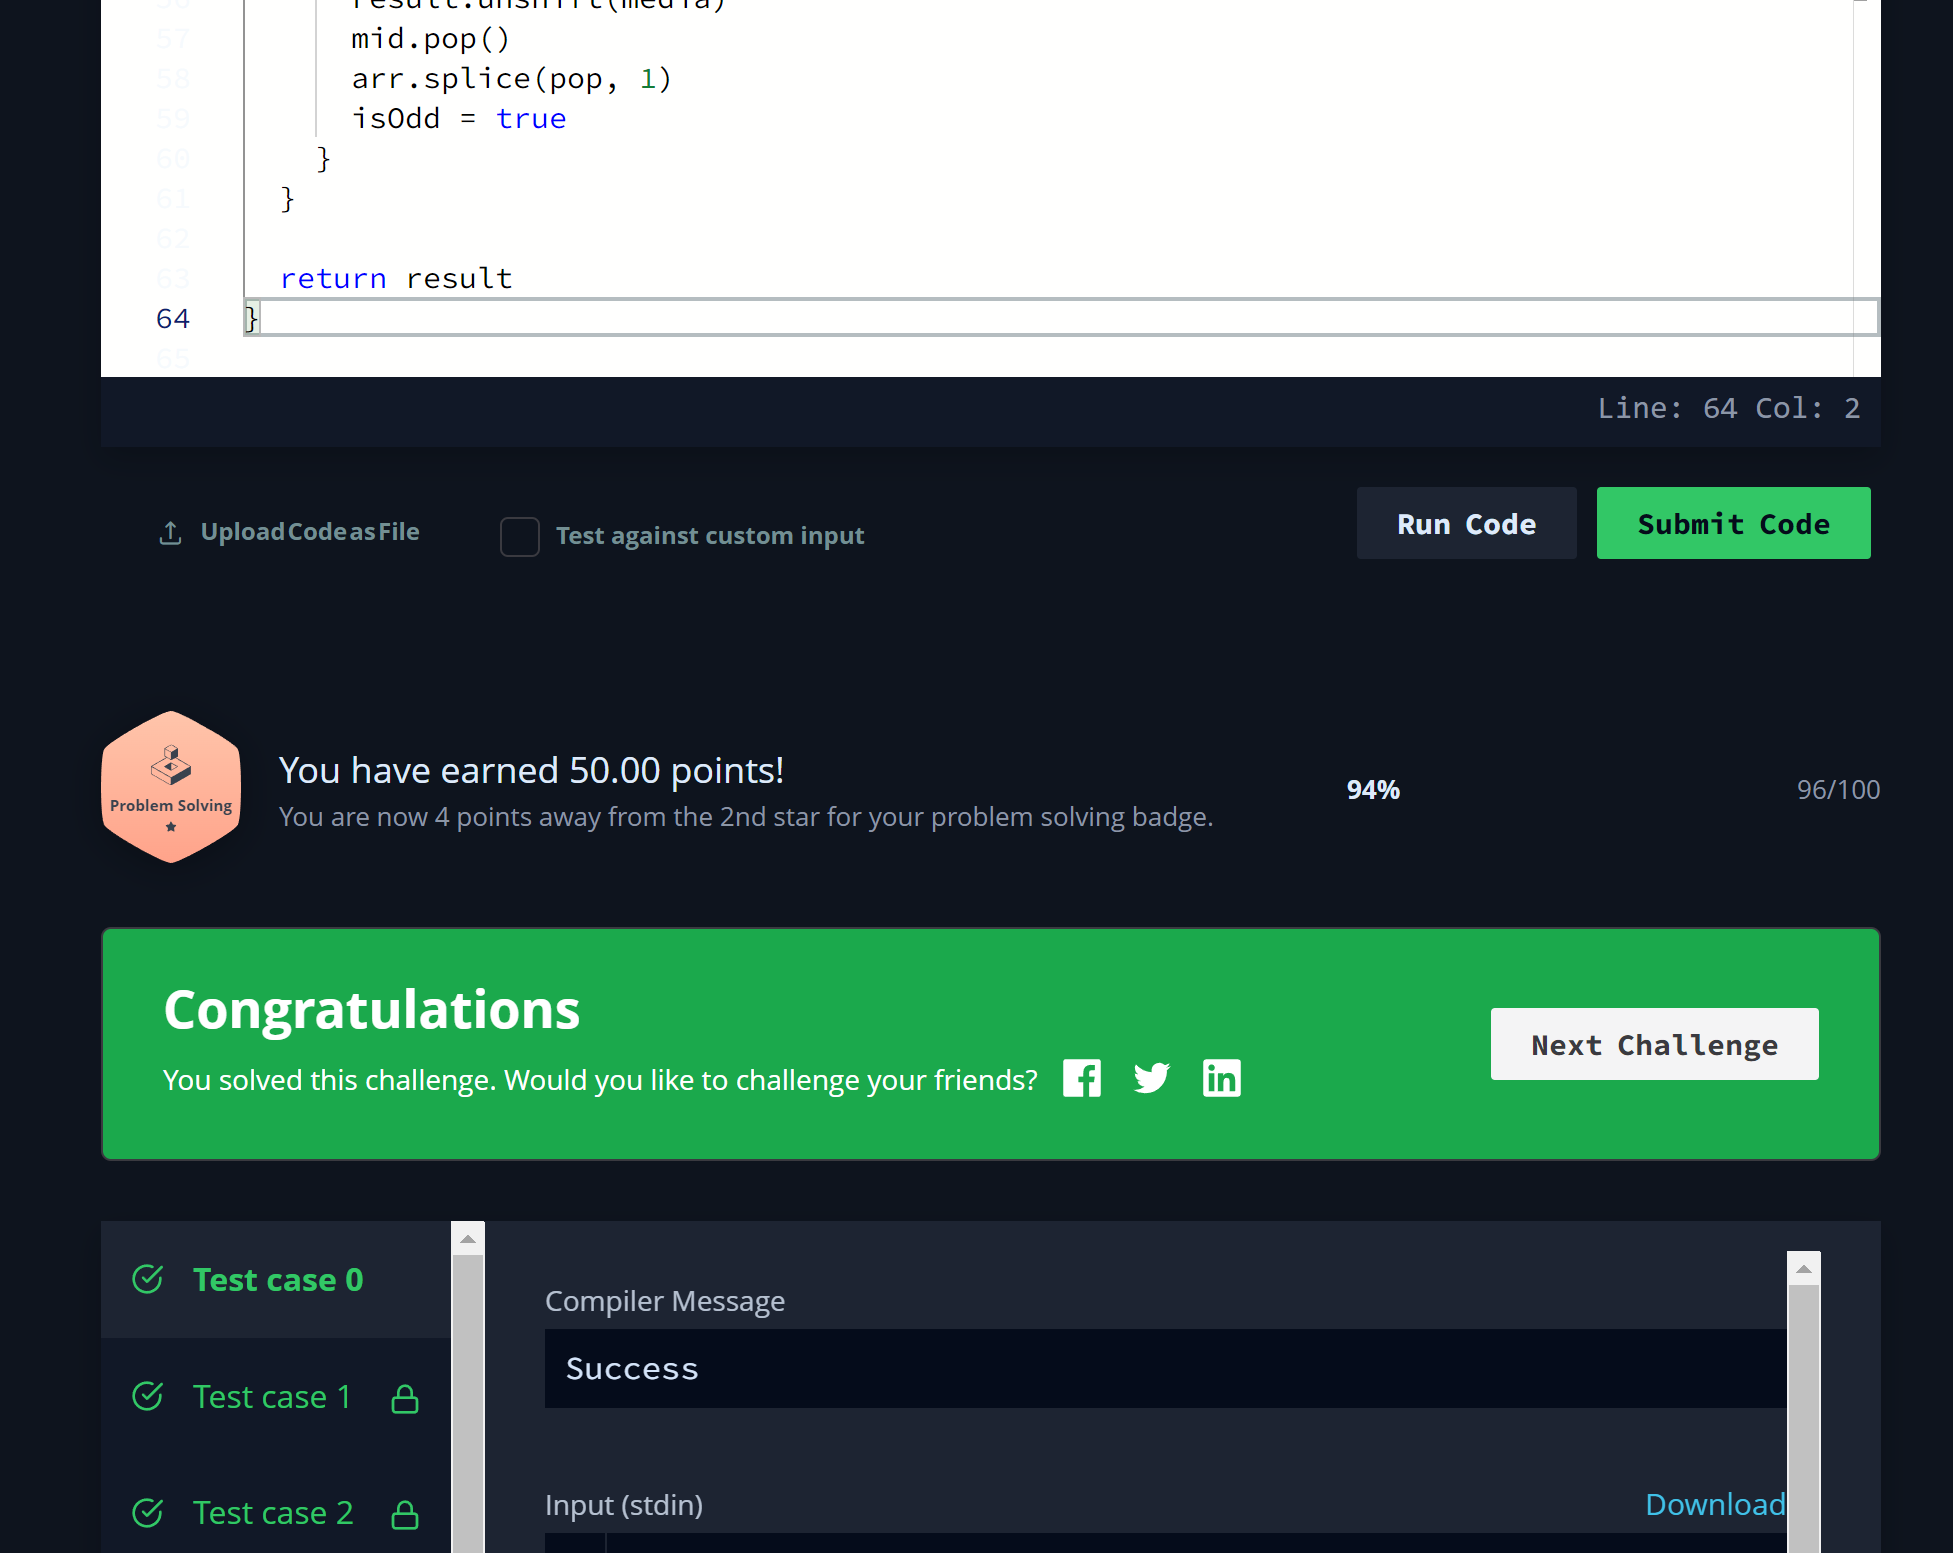 56 result.unshift(media)
57 mid.pop()
58 arr.splice(pop, 1)
59 isOdd = true
60 }
61 }
62
63 return result
64 }
65
Line: 64 Col: 2
Upload Code as File
Test against custom input
Run Code
Submit Code
Problem Solving
You have earned 50.00 points!
You are now 4 points away from the 2nd star for your problem solving badge.
94%
96/100
Congratulations
You solved this challenge. Would you like to challenge your friends?
Next Challenge
Test case 0
Test case 1
Test case 2
Compiler Message
Success
Input (stdin)
Download